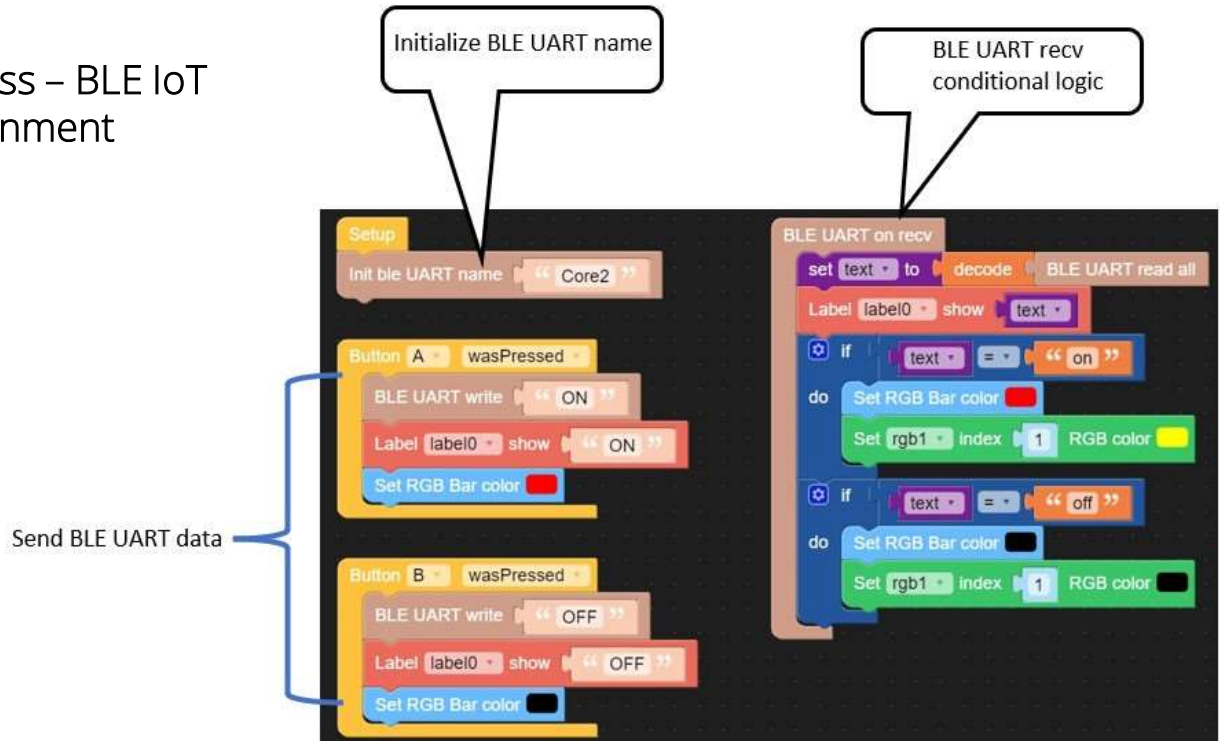 ss – BLE IoT
nment
Initialize BLE UART name
BLE UART recv
conditional logic
Setup
Init ble UART name “ Core2 ”
Button A wasPressed
BLE UART write “ ON ”
Label label0 show “ ON ”
Set RGB Bar color
Send BLE UART data
Button B wasPressed
BLE UART write “ OFF ”
Label label0 show “ OFF ”
Set RGB Bar color
BLE UART on recv
set text to decode BLE UART read all
Label label0 show text
if text = “ on ”
do Set RGB Bar color
Set rgb1 index 1 RGB color
if text = “ off ”
do Set RGB Bar color
Set rgb1 index 1 RGB color